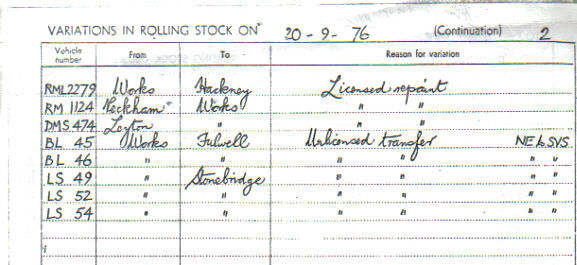 VARIATIONS IN ROLLING STOCK ON 20 - 9 - 76 (Continuation) 2
Vehicle number From To Reason for variation
RML2279 Works Hackney Licensed repaint
RM 1124 Peckham Works " "
DMS 474 Leyton " " "
BL 45 Works Fulwell Unlicensed transfer NE to SVS
BL 46 " " " " " "
LS 49 " Stonebridge " " " "
LS 52 " " " " " "
LS 54 " " " " " "